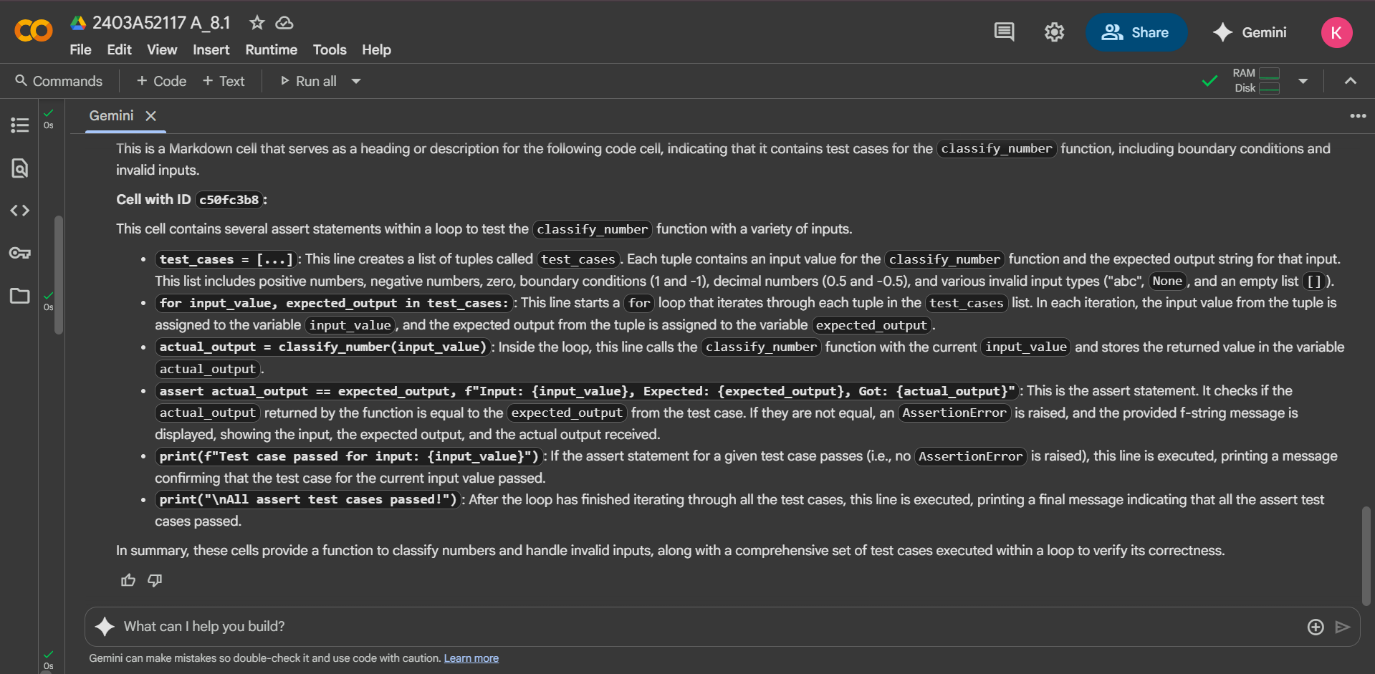 2403A52117 A_8.1
File Edit View Insert Runtime Tools Help
Share
Gemini
K
Commands + Code + Text Run all
RAM
Disk
0s
Gemini
This is a Markdown cell that serves as a heading or description for the following code cell, indicating that it contains test cases for the classify_number function, including boundary conditions and
invalid inputs.
Cell with ID c50fc3b8:
This cell contains several assert statements within a loop to test the classify_number function with a variety of inputs.
• test_cases = [...]: This line creates a list of tuples called test_cases. Each tuple contains an input value for the classify_number function and the expected output string for that input.
This list includes positive numbers, negative numbers, zero, boundary conditions (1 and -1), decimal numbers (0.5 and -0.5), and various invalid input types ("abc", None, and an empty list []).
• for input_value, expected_output in test_cases:: This line starts a for loop that iterates through each tuple in the test_cases list. In each iteration, the input value from the tuple is
0s
assigned to the variable input_value, and the expected output from the tuple is assigned to the variable expected_output.
• actual_output = classify_number(input_value): Inside the loop, this line calls the classify_number function with the current input_value and stores the returned value in the variable
actual_output.
• assert actual_output == expected_output, f"Input: {input_value}, Expected: {expected_output}, Got: {actual_output}": This is the assert statement. It checks if the
actual_output returned by the function is equal to the expected_output from the test case. If they are not equal, an AssertionError is raised, and the provided f-string message is
displayed, showing the input, the expected output, and the actual output received.
• print(f"Test case passed for input: {input_value}"): If the assert statement for a given test case passes (i.e., no AssertionError is raised), this line is executed, printing a message
confirming that the test case for the current input value passed.
• print("\nAll assert test cases passed!"): After the loop has finished iterating through all the test cases, this line is executed, printing a final message indicating that all the assert test
cases passed.
In summary, these cells provide a function to classify numbers and handle invalid inputs, along with a comprehensive set of test cases executed within a loop to verify its correctness.
What can I help you build?
Gemini can make mistakes so double-check it and use code with caution. Learn more
0s